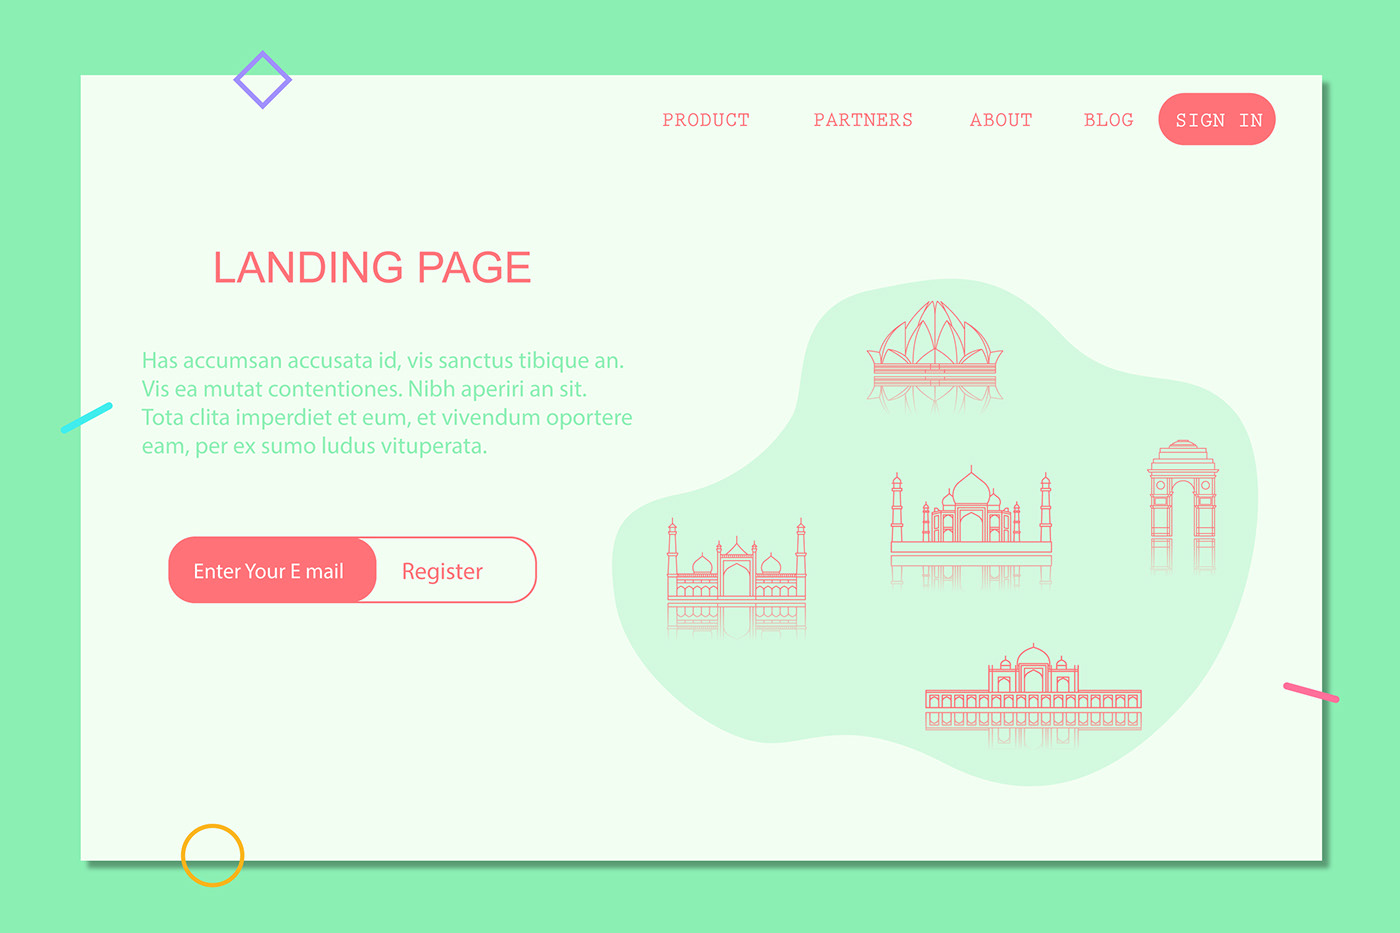 PRODUCT PARTNERS ABOUT BLOG SIGN IN
LANDING PAGE
Has accumsan accusata id, vis sanctus tibique an.
Vis ea mutat contentiones. Nibh aperiri an sit.
Tota clita imperdiet et eum, et vivendum oportere
eam, per ex sumo ludus vituperata.
Enter Your E mail Register